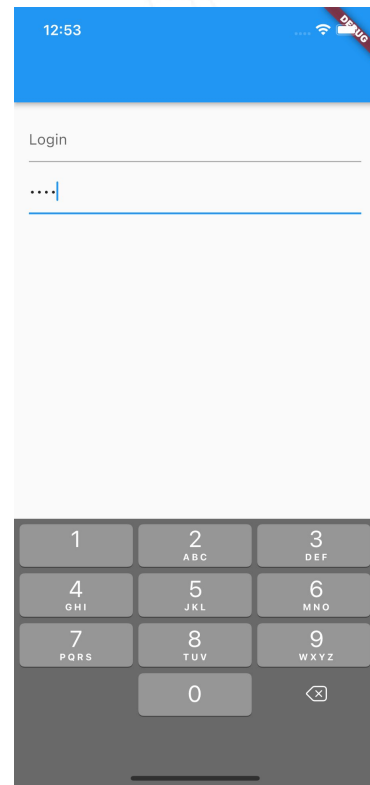 12:53
DEBUG
Login
••••
1
2
ABC
3
DEF
4
GHI
5
JKL
6
MNO
7
PQRS
8
TUV
9
WXYZ
0